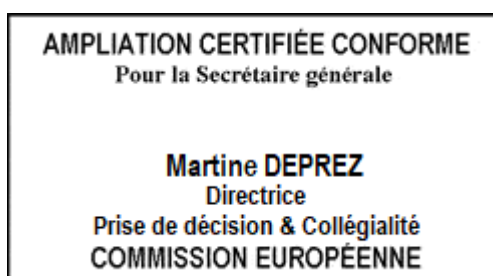 AMPLIATION CERTIFIÉE CONFORME
Pour la Secrétaire générale
Martine DEPREZ
Directrice
Prise de décision & Collégialité
COMMISSION EUROPÉENNE